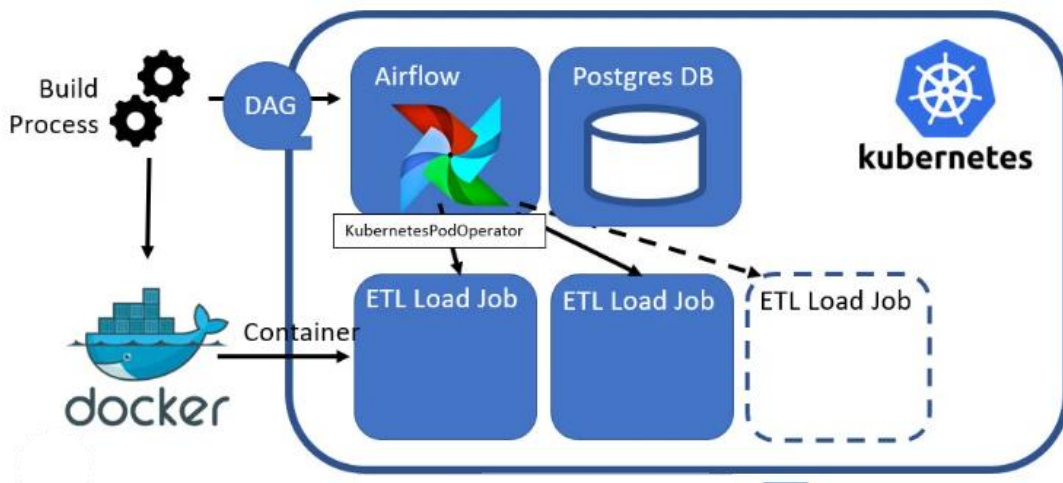 Build
Process
DAG
Airflow
Postgres DB
kubernetes
KubernetesPodOperator
ETL Load Job
ETL Load Job
ETL Load Job
Container
docker